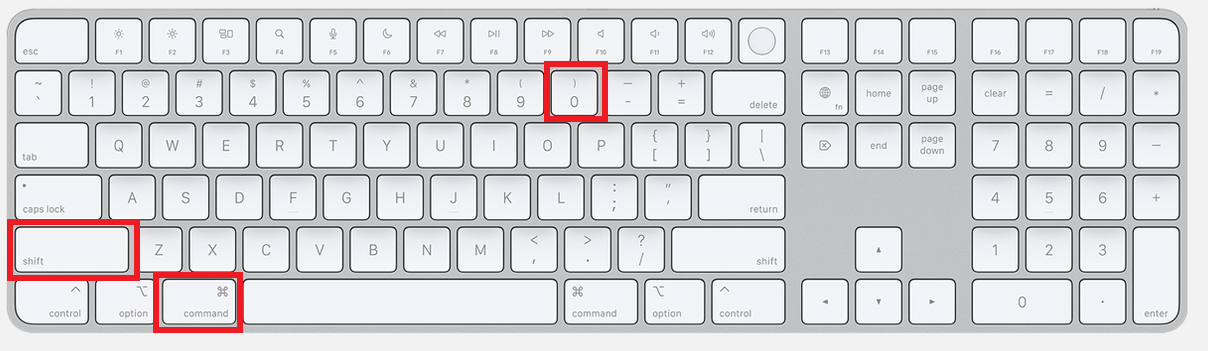 esc F1 F2 F3 F4 F5 F6 F7 F8 F9 F10 F11 F12 F13 F14 F15 F16 F17 F18 F19
~ ! @ # $ % ^ & * ( ) — +
` 1 2 3 4 5 6 7 8 9 0 - = delete fn home page up clear = / *
tab Q W E R T Y U I O P { [ } ] | \ end page down 7 8 9 —
caps lock A S D F G H J K L : ; " ' return 4 5 6 +
shift Z X C V B N M < , > . ? / shift ▲ 1 2 3
^ control ⌥ option ⌘ command ⌘ command ⌥ option ^ control ◄ ▼ ► 0 . enter